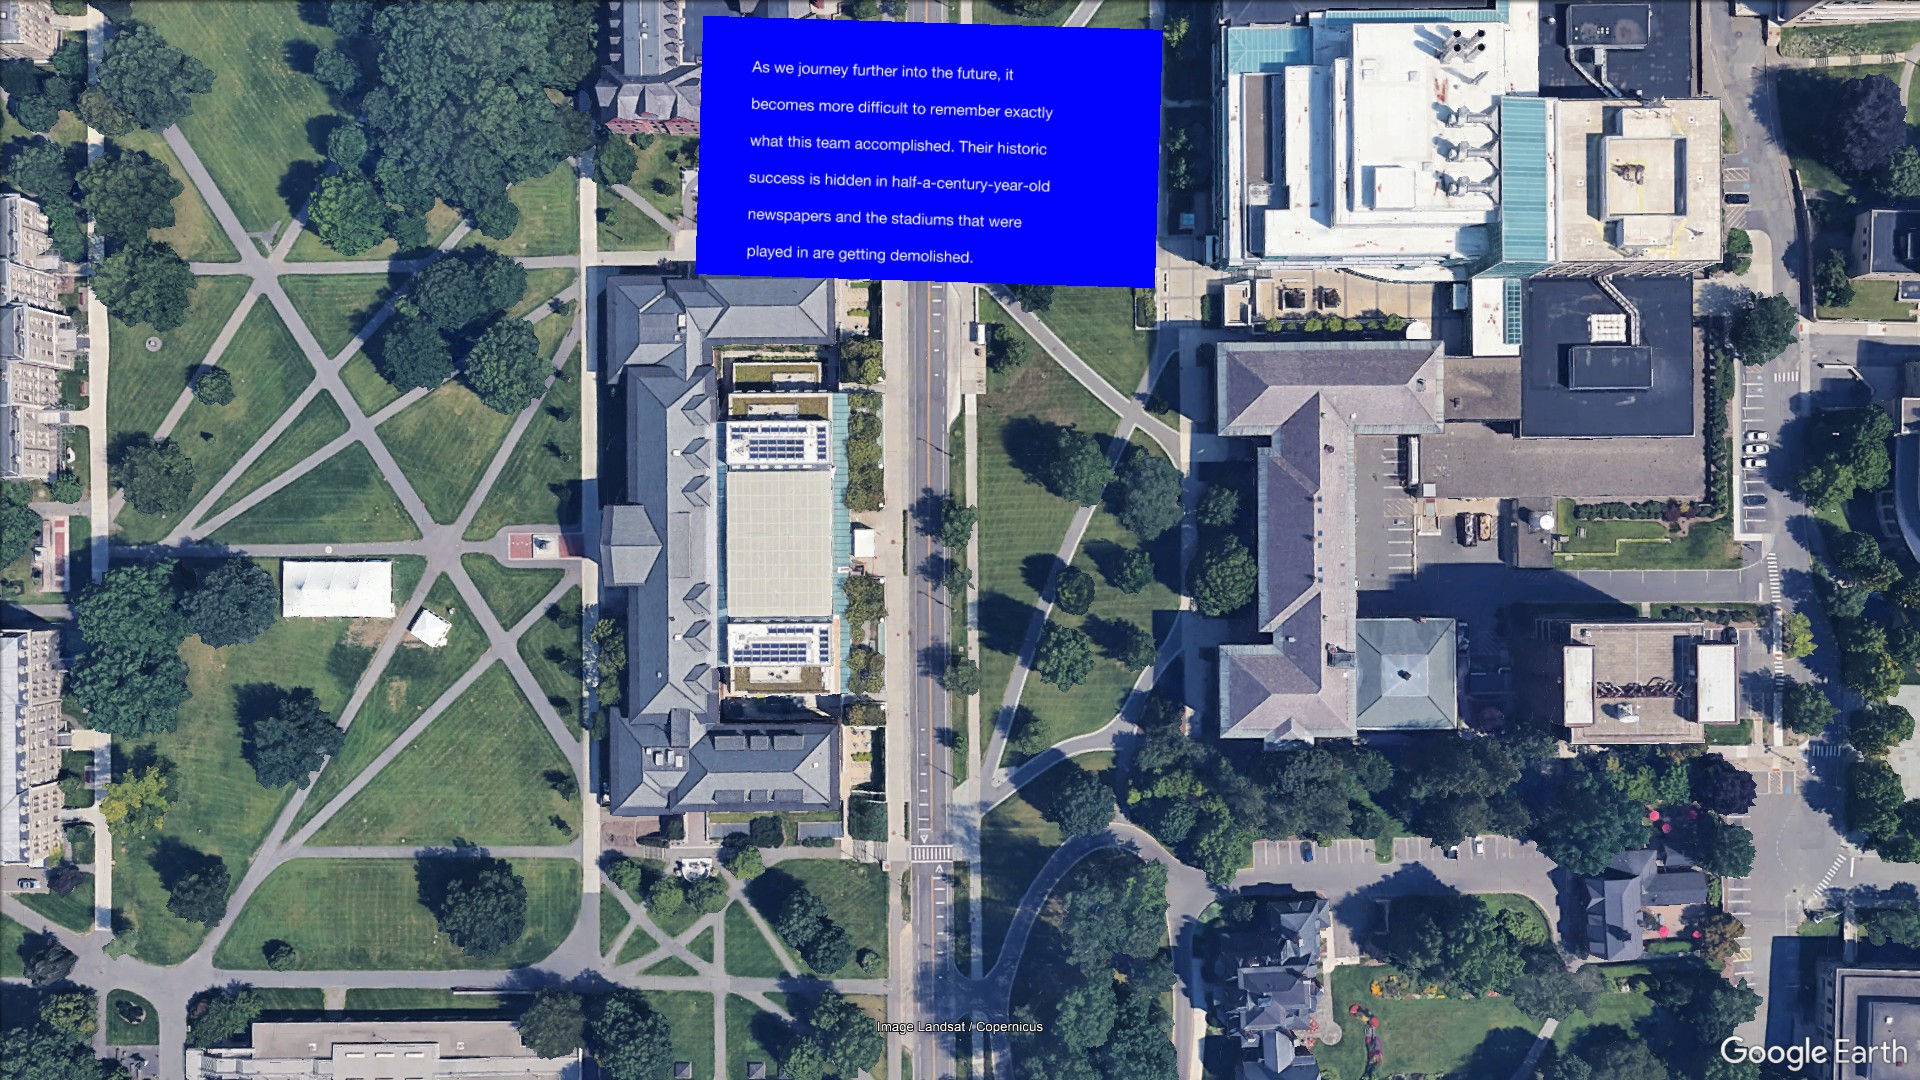 As we journey further into the future, it
becomes more difficult to remember exactly
what this team accomplished. Their historic
success is hidden in half-a-century-year-old
newspapers and the stadiums that were
played in are getting demolished.
Image Landsat / Copernicus
Google Earth